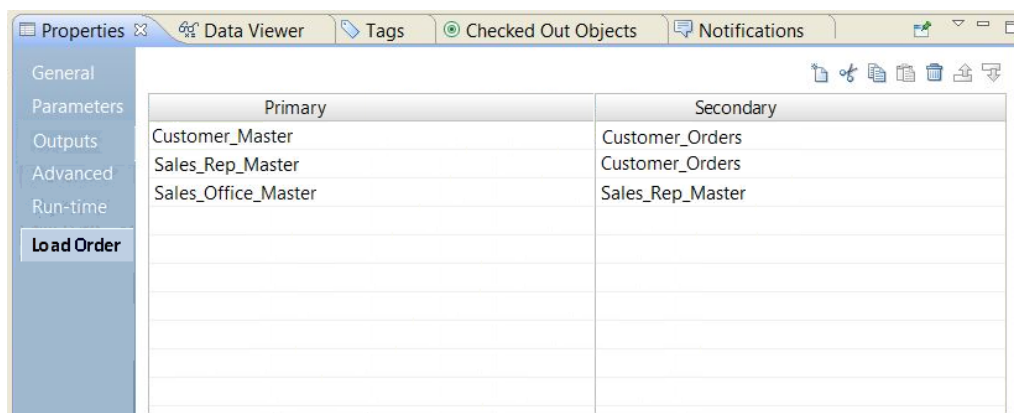 Properties Data Viewer Tags Checked Out Objects Notifications
General
Parameters
Outputs
Advanced
Run-time
Load Order
Primary Secondary
Customer_Master Customer_Orders
Sales_Rep_Master Customer_Orders
Sales_Office_Master Sales_Rep_Master